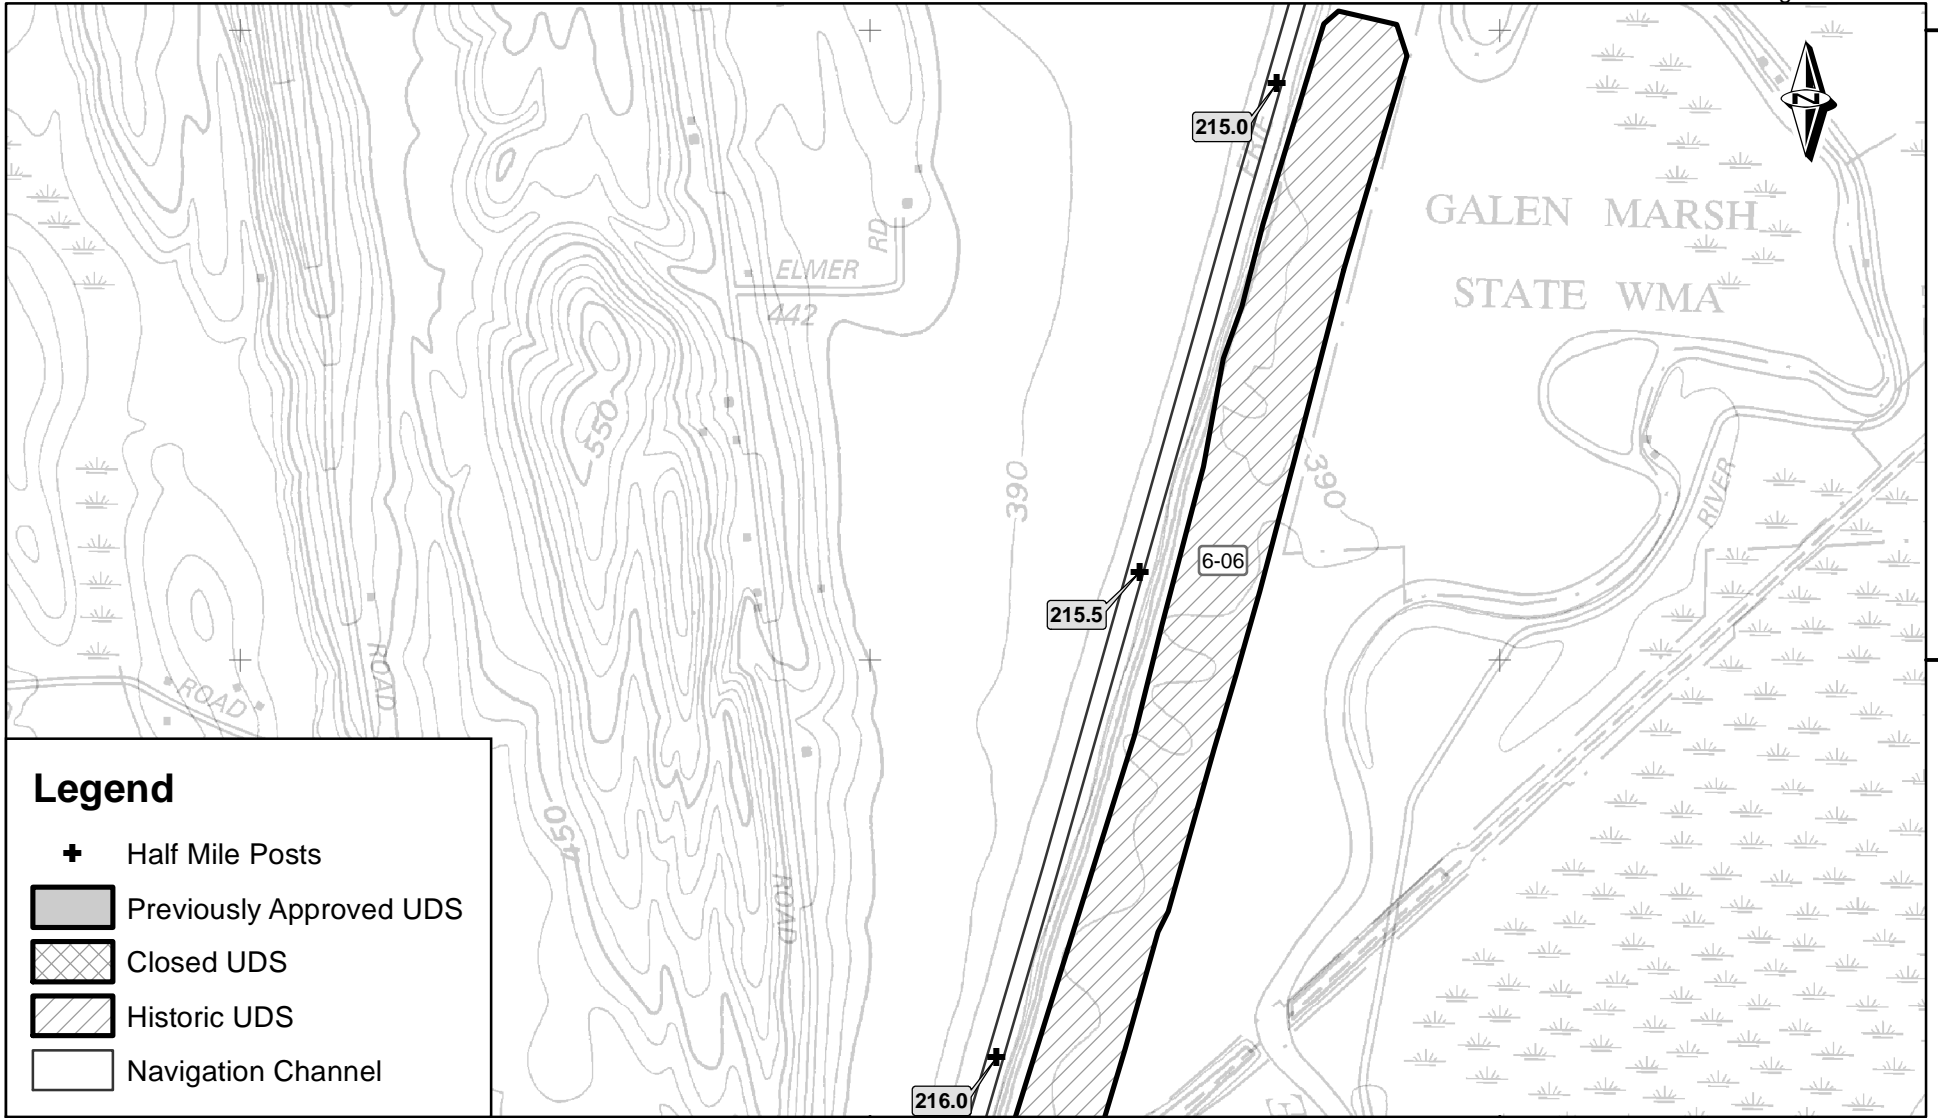 215.0
ERIE
GALEN MARSH
STATE WMA
N
ELMER
RD
442
550
390
390
RIVER
6-06
215.5
ROAD
ROAD
450
ROAD
216.0
Legend
Half Mile Posts
Previously Approved UDS
Closed UDS
Historic UDS
Navigation Channel